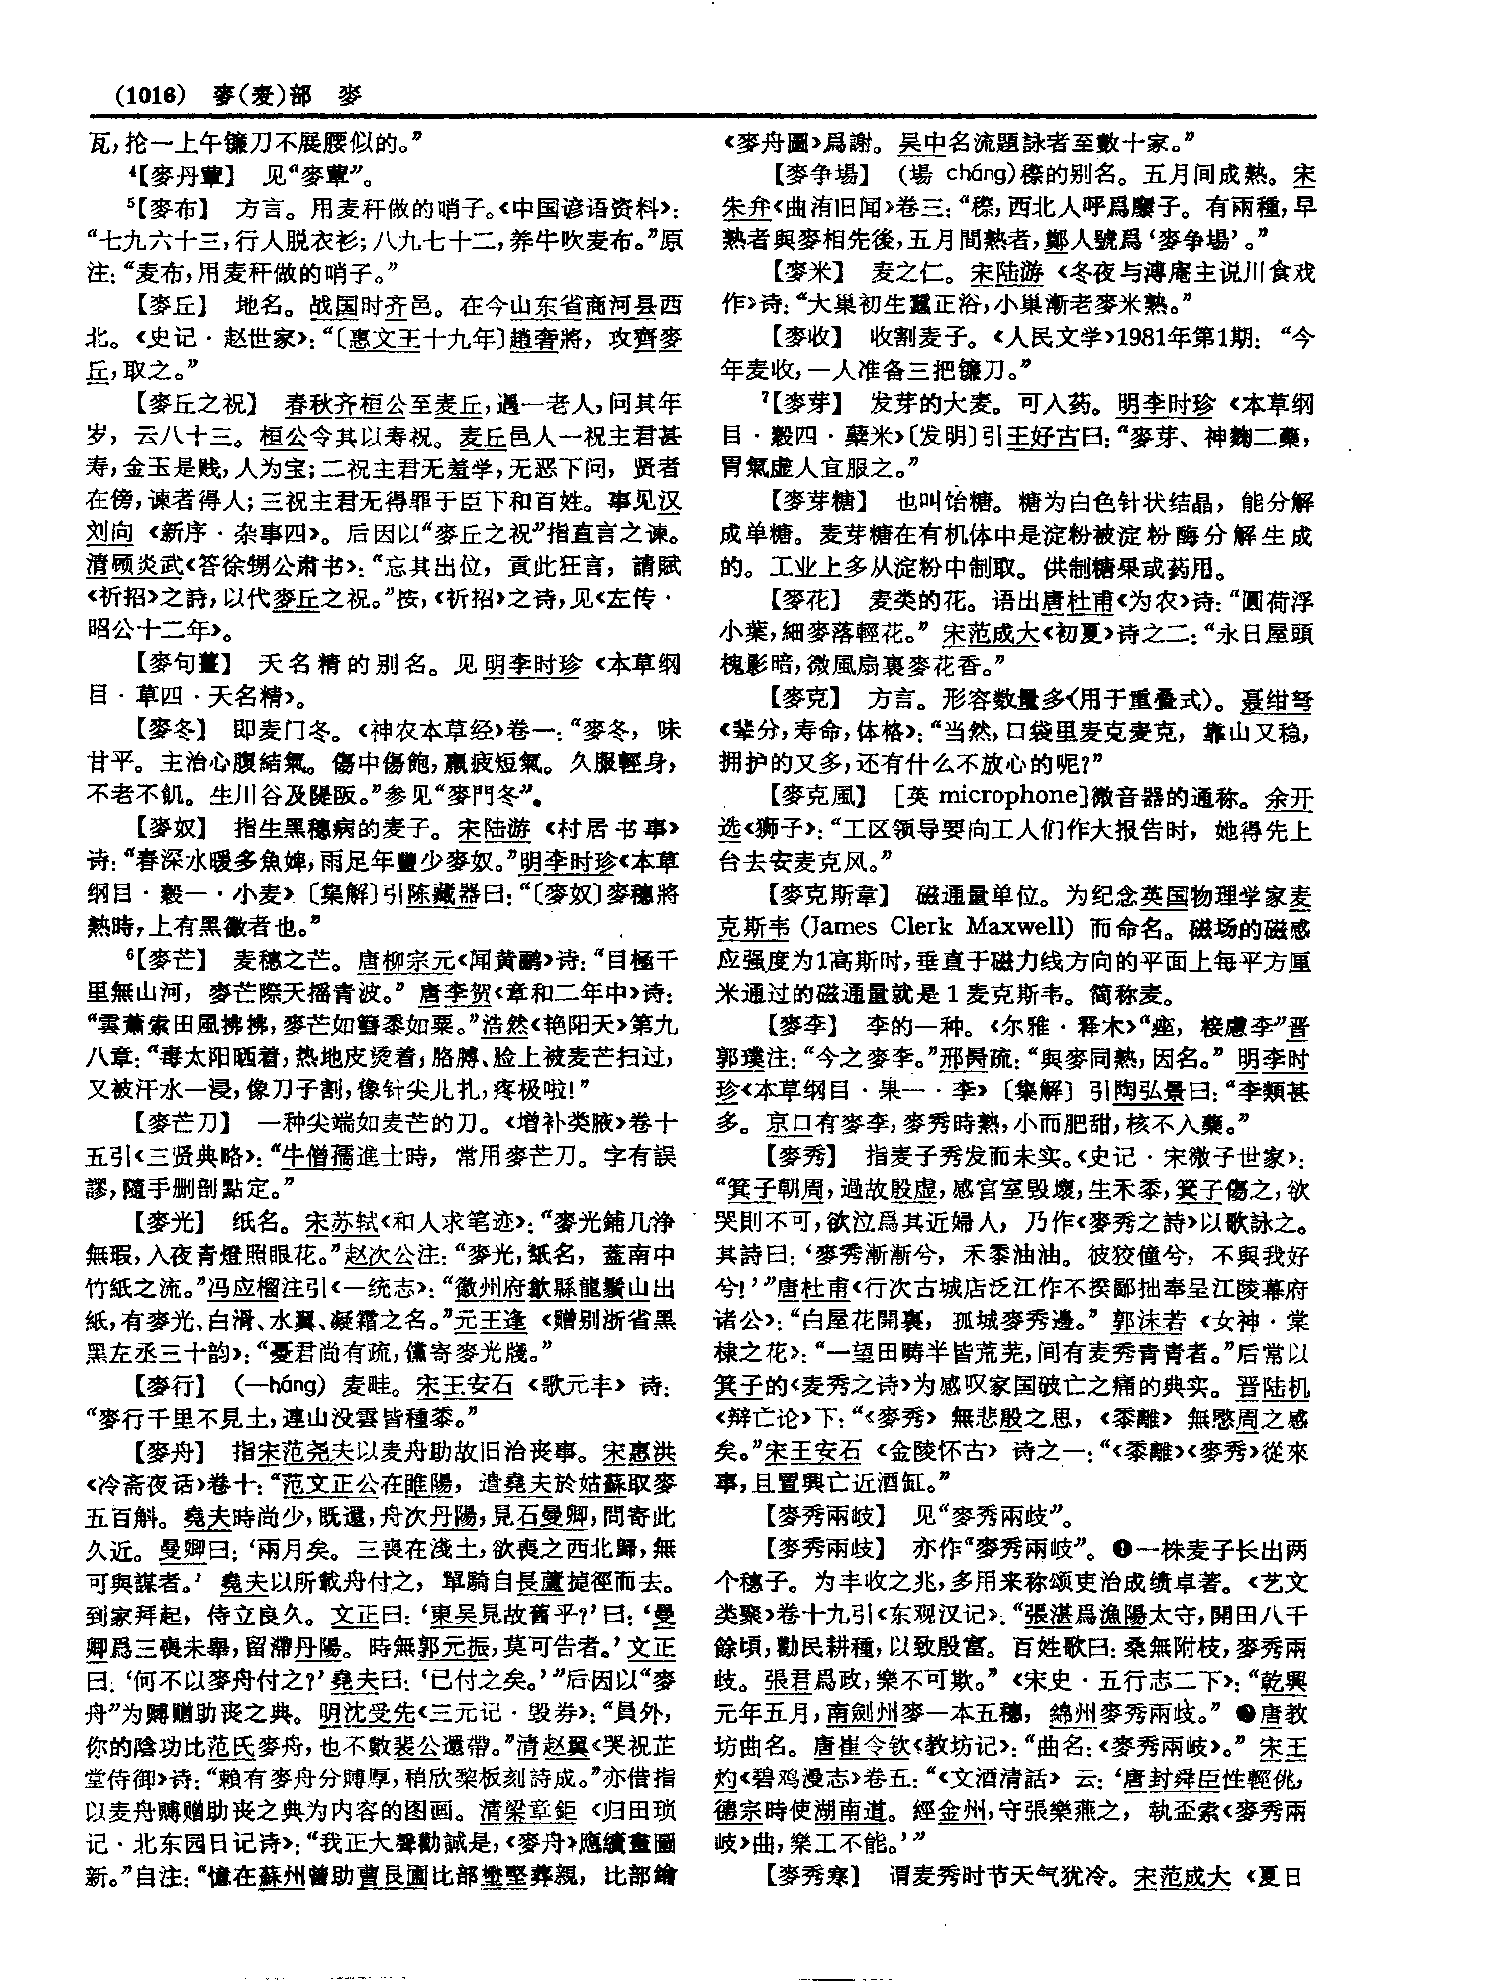 (1016) 麥(麦)部 麥
瓦，抡一上午镰刀不展腰似的。”
⁴【麥丹蕈】 见“麥蕈”。
⁵【麥布】 方言。用麦秆做的哨子。《中国谚语资料》：
“七九六十三，行人脱衣衫；八九七十二，养牛吹麦布。”原
注：“麦布，用麦秆做的哨子。”
【麥丘】 地名。战国时齐邑。在今山东省商河县西
北。《史记·赵世家》：“〔惠文王十九年〕趙奢將，攻齊麥
丘，取之。”
【麥丘之祝】 春秋齐桓公至麦丘，遇一老人，问其年
岁，云八十三。桓公令其以寿祝。麦丘邑人一祝主君甚
寿，金玉是贱，人为宝；二祝主君无羞学，无恶下问，贤者
在傍，谏者得人；三祝主君无得罪于臣下和百姓。事见汉
刘向《新序·杂事四》。后因以“麥丘之祝”指直言之谏。
清顾炎武《答徐甥公肃书》：“忘其出位，貢此狂言，請賦
《祈招》之詩，以代麥丘之祝。”按，《祈招》之诗，见《左传·
昭公十二年》。
【麥句薑】 天名精的别名。见明李时珍《本草纲
目·草四·天名精》。
【麥冬】 即麦门冬。《神农本草经》卷一：“麥冬，味
甘平。主治心腹結氣。傷中傷飽，羸疲短氣。久服輕身，
不老不飢。生川谷及隄阪。”参见“麥門冬”。
【麥奴】 指生黑穗病的麦子。宋陆游《村居书事》
诗：“春深水暖多魚婢，雨足年豐少麥奴。”明李时珍《本草
纲目·穀一·小麦》〔集解〕引陈藏器曰：“〔麥奴〕麥穗將
熟時，上有黑黴者也。”
⁶【麥芒】 麦穗之芒。唐柳宗元《闻黄鹂》诗：“目極千
里無山河，麥芒際天摇青波。”唐李贺《章和二年中》诗：
“雲蕭索田風拂拂，麥芒如篲黍如粟。”浩然《艳阳天》第九
八章：“毒太阳晒着，热地皮烫着，胳膊、脸上被麦芒扫过，
又被汗水一浸，像刀子割，像针尖儿扎，疼极啦！”
【麥芒刀】 一种尖端如麦芒的刀。《增补类腋》卷十
五引《三贤典略》：“牛僧孺進士時，常用麥芒刀。字有誤
謬，隨手删剖點定。”
【麥光】 纸名。宋苏轼《和人求笔迹》：“麥光鋪几净
無瑕，入夜青燈照眼花。”赵次公注：“麥光，紙名，蓋南中
竹紙之流。”冯应榴注引《一统志》：“徽州府歙縣龍鬚山出
紙，有麥光、白滑、水翼、凝霜之名。”元王逢《赠别浙省黑
黑左丞三十韵》：“憂君尚有疏，儻寄麥光牋。”
【麥行】 (—háng) 麦畦。宋王安石《歌元丰》诗：
“麥行千里不見土，連山没雲皆種黍。”
【麥舟】 指宋范尧夫以麦舟助故旧治丧事。宋惠洪
《冷斋夜话》卷十：“范文正公在睢陽，遣堯夫於姑蘇取麥
五百斛。堯夫時尚少，既還，舟次丹陽，見石曼卿，問寄此
久近。曼卿曰：‘兩月矣。三喪在淺土，欲喪之西北歸，無
可與謀者。’堯夫以所載舟付之，單騎自長蘆捷徑而去。
到家拜起，侍立良久。文正曰：‘東吴見故舊乎？’曰：‘曼
卿爲三喪未舉，留滯丹陽。時無郭元振，莫可告者。’文正
曰：‘何不以麥舟付之？’堯夫曰：‘已付之矣。’”后因以“麥
舟”为赙赠助丧之典。明沈受先《三元记·毁券》：“員外，
你的陰功比范氏麥舟，也不數裴公還帶。”清赵翼《哭祝芷
堂侍御》诗：“賴有麥舟分賻厚，稍欣棃板刻詩成。”亦借指
以麦舟赙赠助丧之典为内容的图画。清梁章鉅《归田琐
记·北东园日记诗》：“我正大聲勸誠是，《麥舟》應續畫圖
新。”自注：“憶在蘇州曾助曹艮圃比部堃堅葬親，比部繪
《麥舟圖》爲謝。吴中名流題詠者至數十家。”
【麥争場】 (場 cháng)穄的别名。五月间成熟。宋
朱弁《曲洧旧闻》卷三：“穄，西北人呼爲糜子。有兩種，早
熟者與麥相先後，五月間熟者，鄭人號爲‘麥争場’。”
【麥米】 麦之仁。宋陆游《冬夜与溥庵主说川食戏
作》诗：“大巢初生蠶正浴，小巢漸老麥米熟。”
【麥收】 收割麦子。《人民文学》1981年第1期：“今
年麦收，一人准备三把镰刀。”
⁷【麥芽】 发芽的大麦。可入药。明李时珍《本草纲
目·穀四·蘖米》〔发明〕引王好古曰：“麥芽、神麴二藥，
胃氣虚人宜服之。”
【麥芽糖】 也叫饴糖。糖为白色针状结晶，能分解
成单糖。麦芽糖在有机体中是淀粉被淀粉酶分解生成
的。工业上多从淀粉中制取。供制糖果或药用。
【麥花】 麦类的花。语出唐杜甫《为农》诗：“圓荷浮
小葉，細麥落輕花。”宋范成大《初夏》诗之二：“永日屋頭
槐影暗，微風扇裏麥花香。”
【麥克】 方言。形容数量多(用于重叠式)。聂绀弩
《辈分，寿命，体格》：“当然，口袋里麦克麦克，靠山又稳，
拥护的又多，还有什么不放心的呢？”
【麥克風】 [英 microphone]微音器的通称。余开
选《狮子》：“工区领导要向工人们作大报告时，她得先上
台去安麦克风。”
【麥克斯韋】 磁通量单位。为纪念英国物理学家麦
克斯韦 (James Clerk Maxwell) 而命名。磁场的磁感
应强度为1高斯时，垂直于磁力线方向的平面上每平方厘
米通过的磁通量就是1麦克斯韦。简称麦。
【麥李】 李的一种。《尔雅·释木》“痤，椄慮李”晋
郭璞注：“今之麥李。”邢昺疏：“與麥同熟，因名。”明李时
珍《本草纲目·果一·李》〔集解〕引陶弘景曰：“李類甚
多。京口有麥李，麥秀時熟，小而肥甜，核不入藥。”
【麥秀】 指麦子秀发而未实。《史记·宋微子世家》：
“箕子朝周，過故殷虚，感宫室毁壞，生禾黍，箕子傷之，欲
哭則不可，欲泣爲其近婦人，乃作《麥秀之詩》以歌詠之。
其詩曰：‘麥秀漸漸兮，禾黍油油。彼狡僮兮，不與我好
兮！’”唐杜甫《行次古城店泛江作不揆鄙拙奉呈江陵幕府
诸公》：“白屋花開裏，孤城麥秀邊。”郭沫若《女神·棠
棣之花》：“一望田畴半皆荒芜，间有麦秀青青者。”后常以
箕子的《麦秀之诗》为感叹家国破亡之痛的典实。晋陆机
《辩亡论》下：“《麥秀》無悲殷之思，《黍離》無愍周之感
矣。”宋王安石《金陵怀古》诗之一：“《黍離》《麥秀》從來
事，且置興亡近酒缸。”
【麥秀兩岐】 见“麥秀兩歧”。
【麥秀兩歧】 亦作“麥秀兩岐”。❶一株麦子长出两
个穗子。为丰收之兆，多用来称颂吏治成绩卓著。《艺文
类聚》卷十九引《东观汉记》：“張湛爲漁陽太守，開田八千
餘頃，勸民耕種，以致殷富。百姓歌曰：桑無附枝，麥秀兩
歧。張君爲政，樂不可欺。”《宋史·五行志二下》：“乾興
元年五月，南劍州麥一本五穗，綿州麥秀兩歧。”❷唐教
坊曲名。唐崔令钦《教坊记》：“曲名：《麥秀兩歧》。”宋王
灼《碧鸡漫志》卷五：“《文酒清話》云：‘唐封舜臣性輕佻，
德宗時使湖南道。經金州，守張樂燕之，執盃索《麥秀兩
歧》曲，樂工不能。’”
【麥秀寒】 谓麦秀时节天气犹冷。宋范成大《夏日